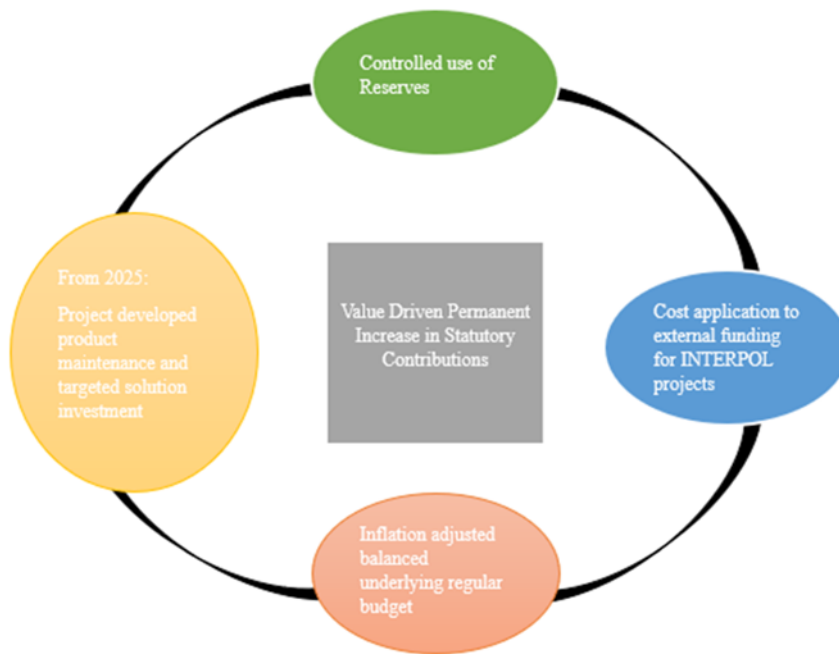 Controlled use of
Reserves
From 2025:
Project developed
product
maintenance and
targeted solution
investment
Value Driven Permanent
Increase in Statutory
Contributions
Cost application to
external funding
for INTERPOL
projects
Inflation adjusted
balanced
underlying regular
budget